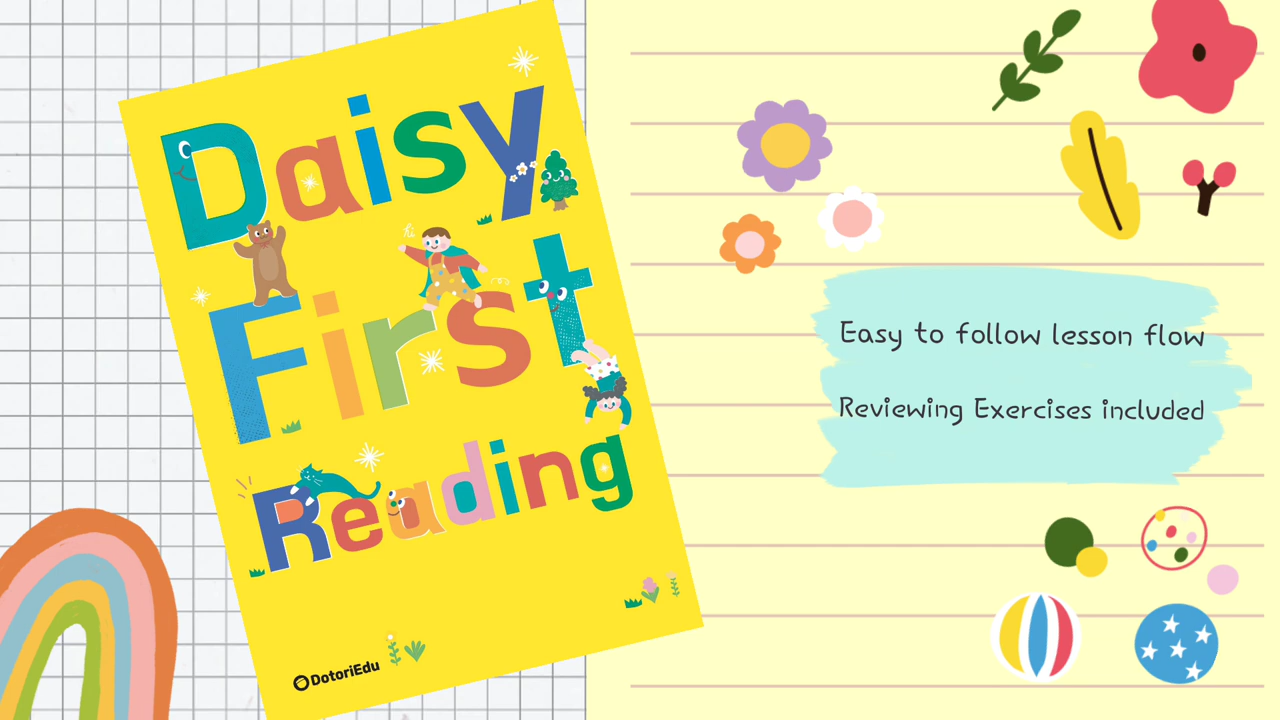 Daisy
First
Reading
DotoriEdu
Easy to follow lesson flow
Reviewing Exercises included